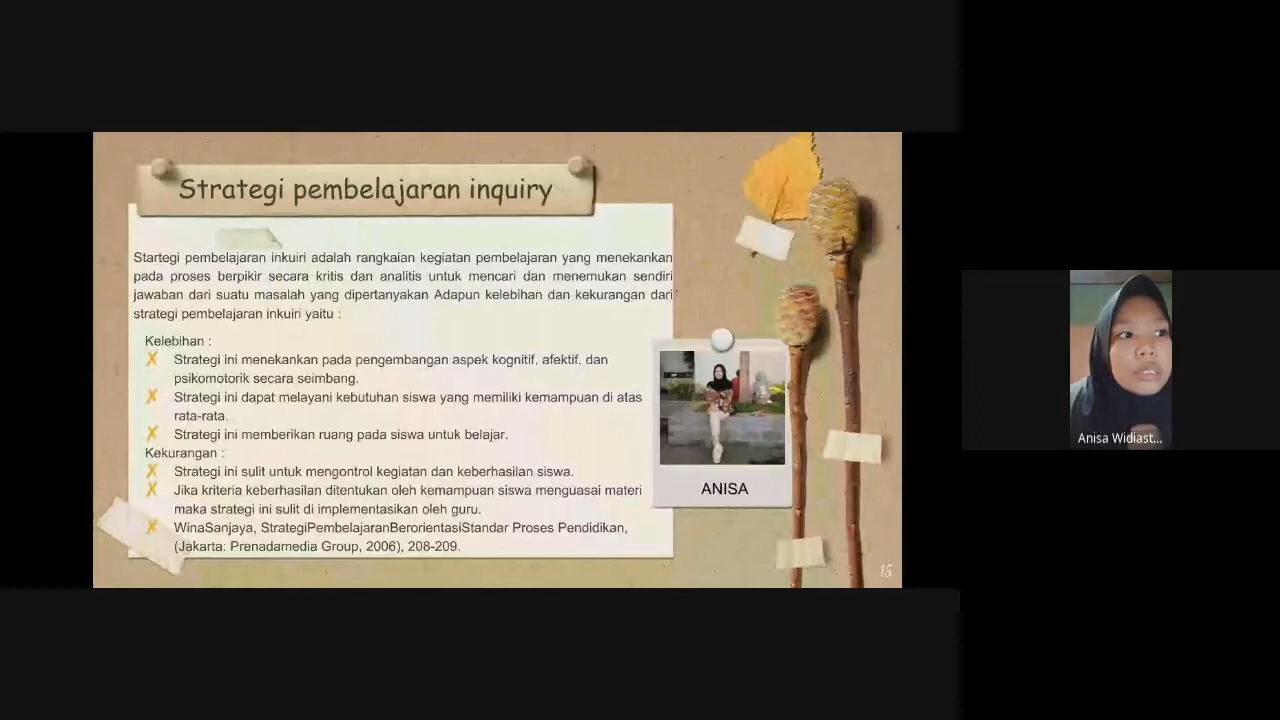 Strategi pembelajaran inquiry
Startegi pembelajaran inkuiri adalah rangkaian kegiatan pembelajaran yang menekankan
pada proses berpikir secara kritis dan analitis untuk mencari dan menemukan sendiri
jawaban dari suatu masalah yang dipertanyakan Adapun kelebihan dan kekurangan dari
strategi pembelajaran inkuiri yaitu :
Kelebihan :
Strategi ini menekankan pada pengembangan aspek kognitif, afektif, dan
psikomotorik secara seimbang.
Strategi ini dapat melayani kebutuhan siswa yang memiliki kemampuan di atas
rata-rata.
Strategi ini memberikan ruang pada siswa untuk belajar.
Kekurangan :
Strategi ini sulit untuk mengontrol kegiatan dan keberhasilan siswa.
Jika kriteria keberhasilan ditentukan oleh kemampuan siswa menguasai materi
maka strategi ini sulit di implementasikan oleh guru.
WinaSanjaya, StrategiPembelajaranBerorientasiStandar Proses Pendidikan,
(Jakarta: Prenadamedia Group, 2006), 208-209.
ANISA
15
Anisa Widiast...